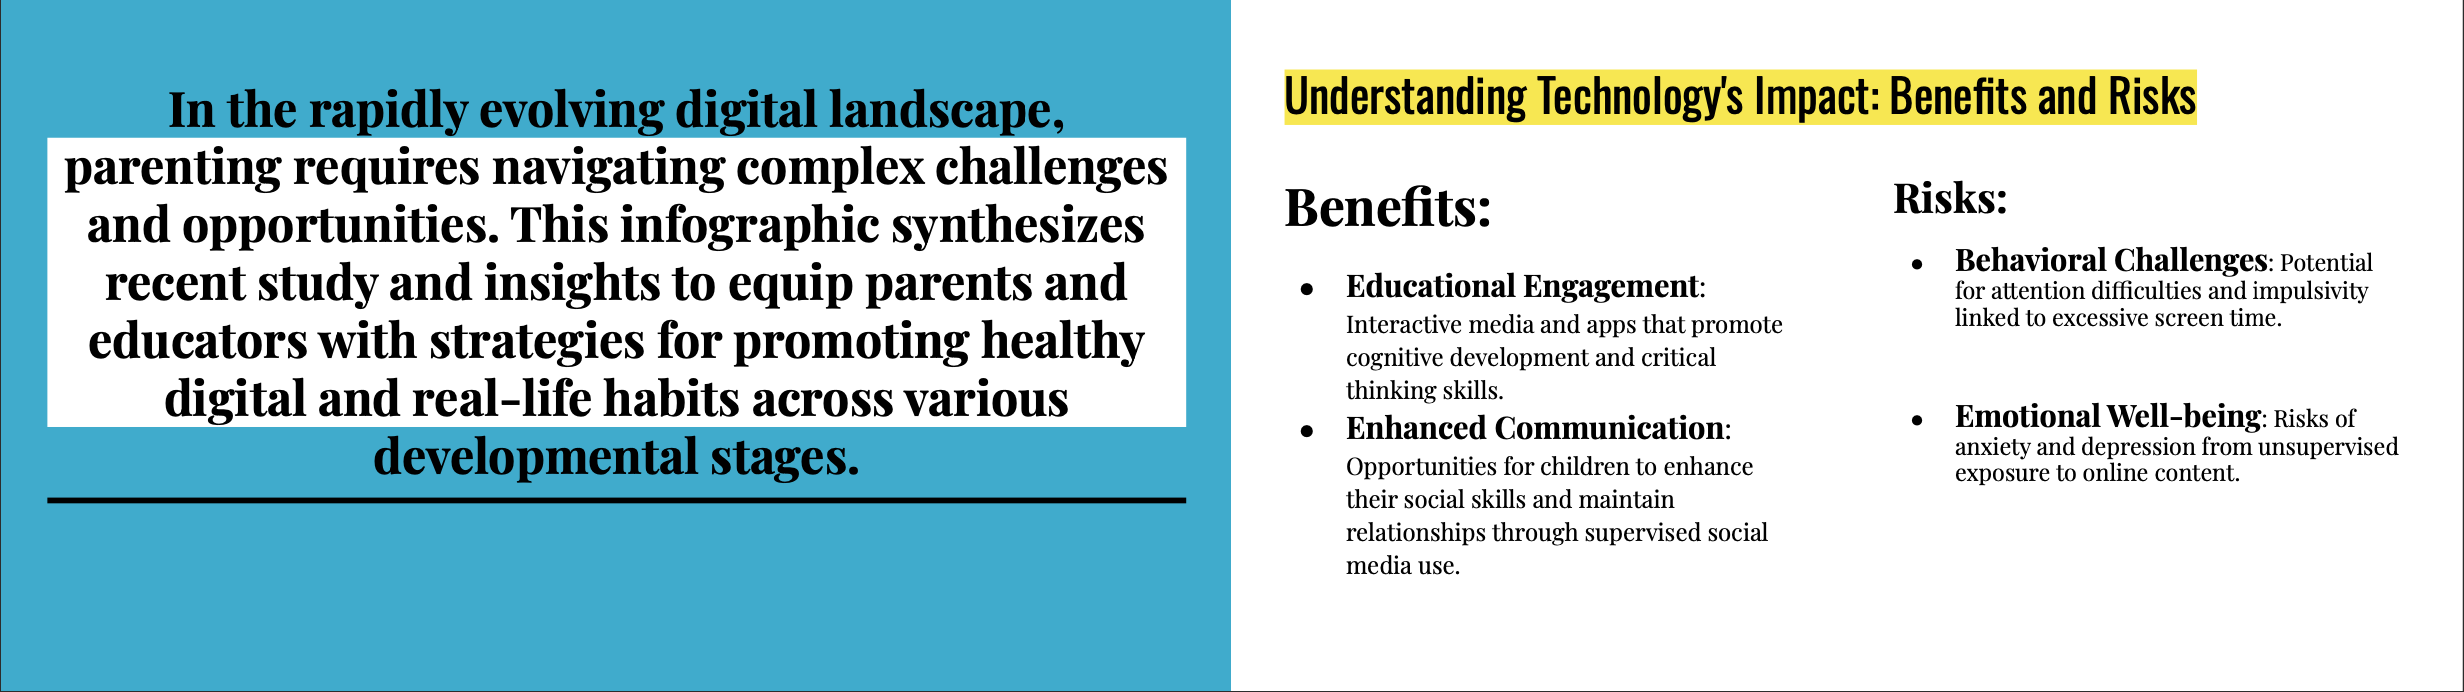 In the rapidly evolving digital landscape,
parenting requires navigating complex challenges
and opportunities. This infographic synthesizes
recent study and insights to equip parents and
educators with strategies for promoting healthy
digital and real-life habits across various
developmental stages.
Understanding Technology's Impact: Benefits and Risks
Benefits:
● Educational Engagement:
Interactive media and apps that promote
cognitive development and critical
thinking skills.
● Enhanced Communication:
Opportunities for children to enhance
their social skills and maintain
relationships through supervised social
media use.
Risks:
● Behavioral Challenges: Potential
for attention difficulties and impulsivity
linked to excessive screen time.
● Emotional Well-being: Risks of
anxiety and depression from unsupervised
exposure to online content.